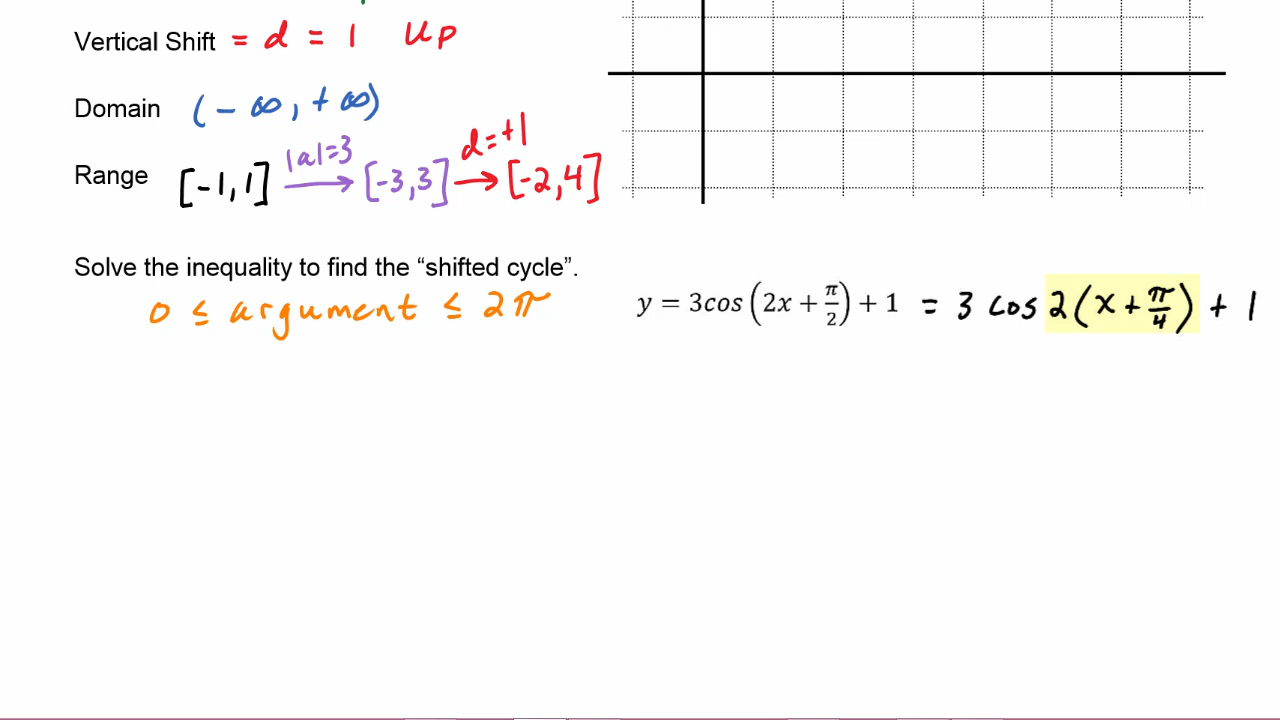 Vertical Shift = d = 1 up
Domain (-∞, +∞)
Range [-1,1] |a|=3 → [-3,3] d=+1 → [-2,4]
Solve the inequality to find the “shifted cycle”.
0 ≤ argument ≤ 2π
y = 3cos(2x + π/2) + 1 = 3 cos 2(x + π/4) + 1